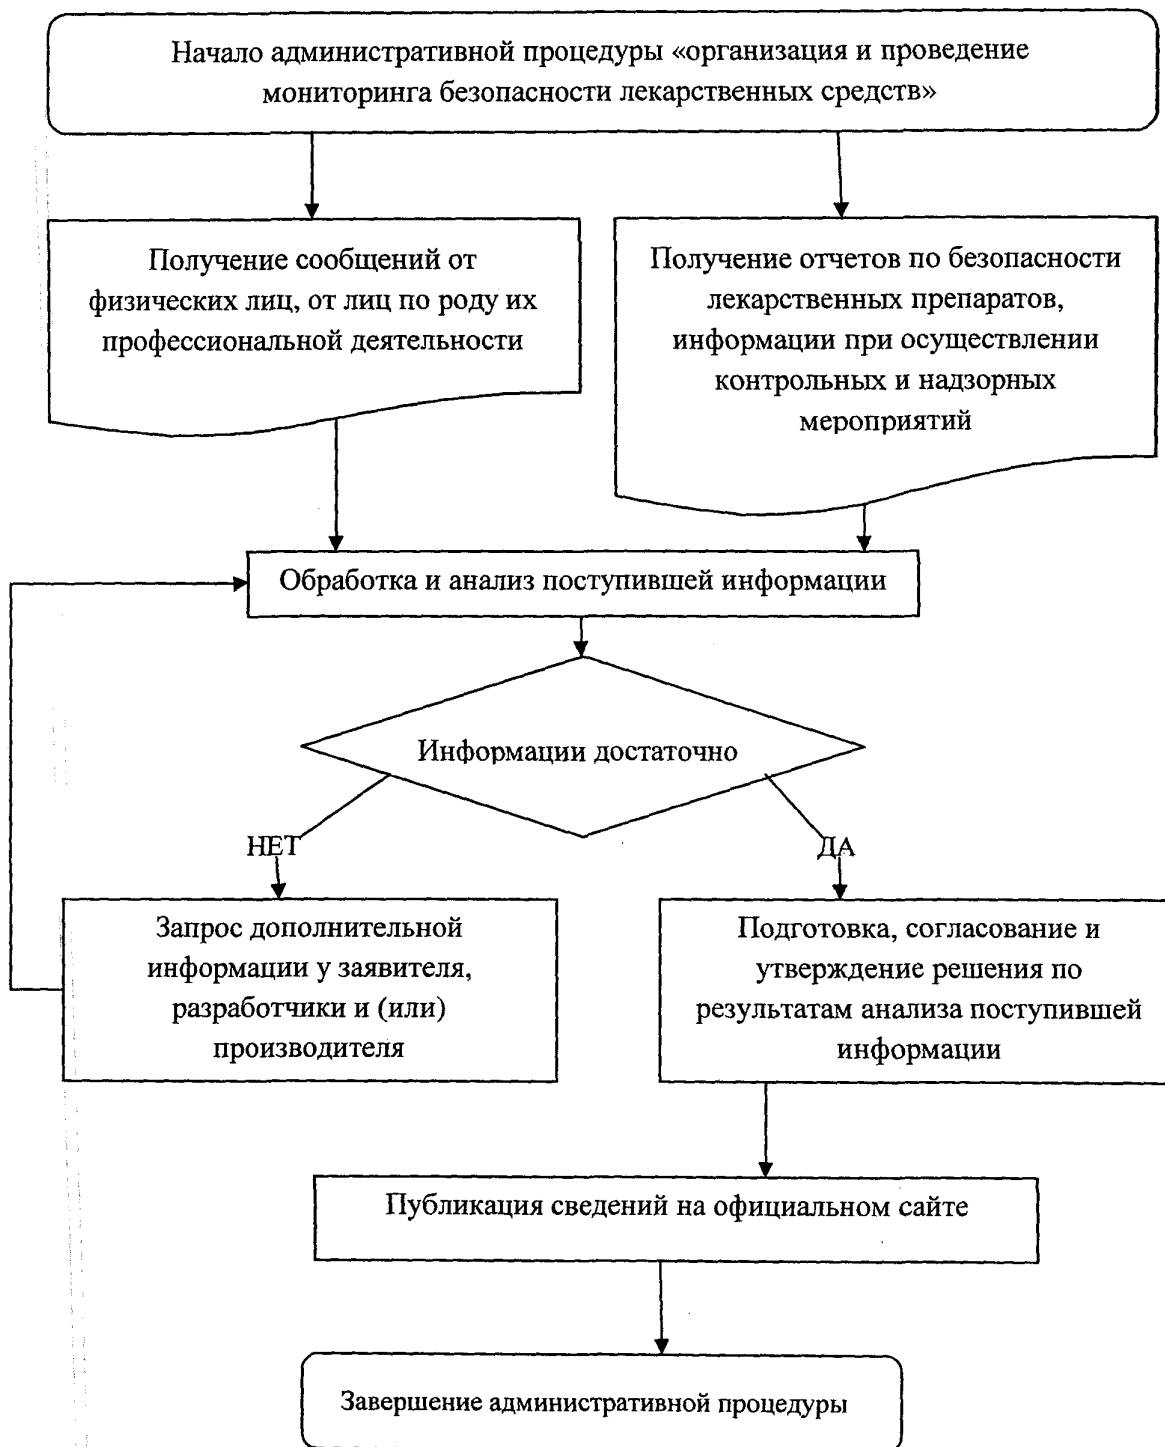 Начало административной процедуры «организация и проведение
мониторинга безопасности лекарственных средств»
Получение сообщений от
физических лиц, от лиц по роду их
профессиональной деятельности
Получение отчетов по безопасности
лекарственных препаратов,
информации при осуществлении
контрольных и надзорных
мероприятий
Обработка и анализ поступившей информации
Информации достаточно
НЕТ
ДА
Запрос дополнительной
информации у заявителя,
разработчики и (или)
производителя
Подготовка, согласование и
утверждение решения по
результатам анализа поступившей
информации
Публикация сведений на официальном сайте
Завершение административной процедуры